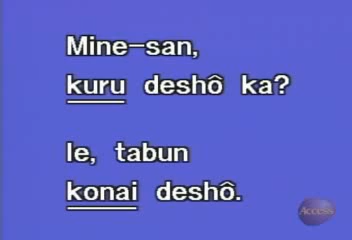 Mine-san,
kuru deshô ka?
Ie, tabun
konai deshô.
Access